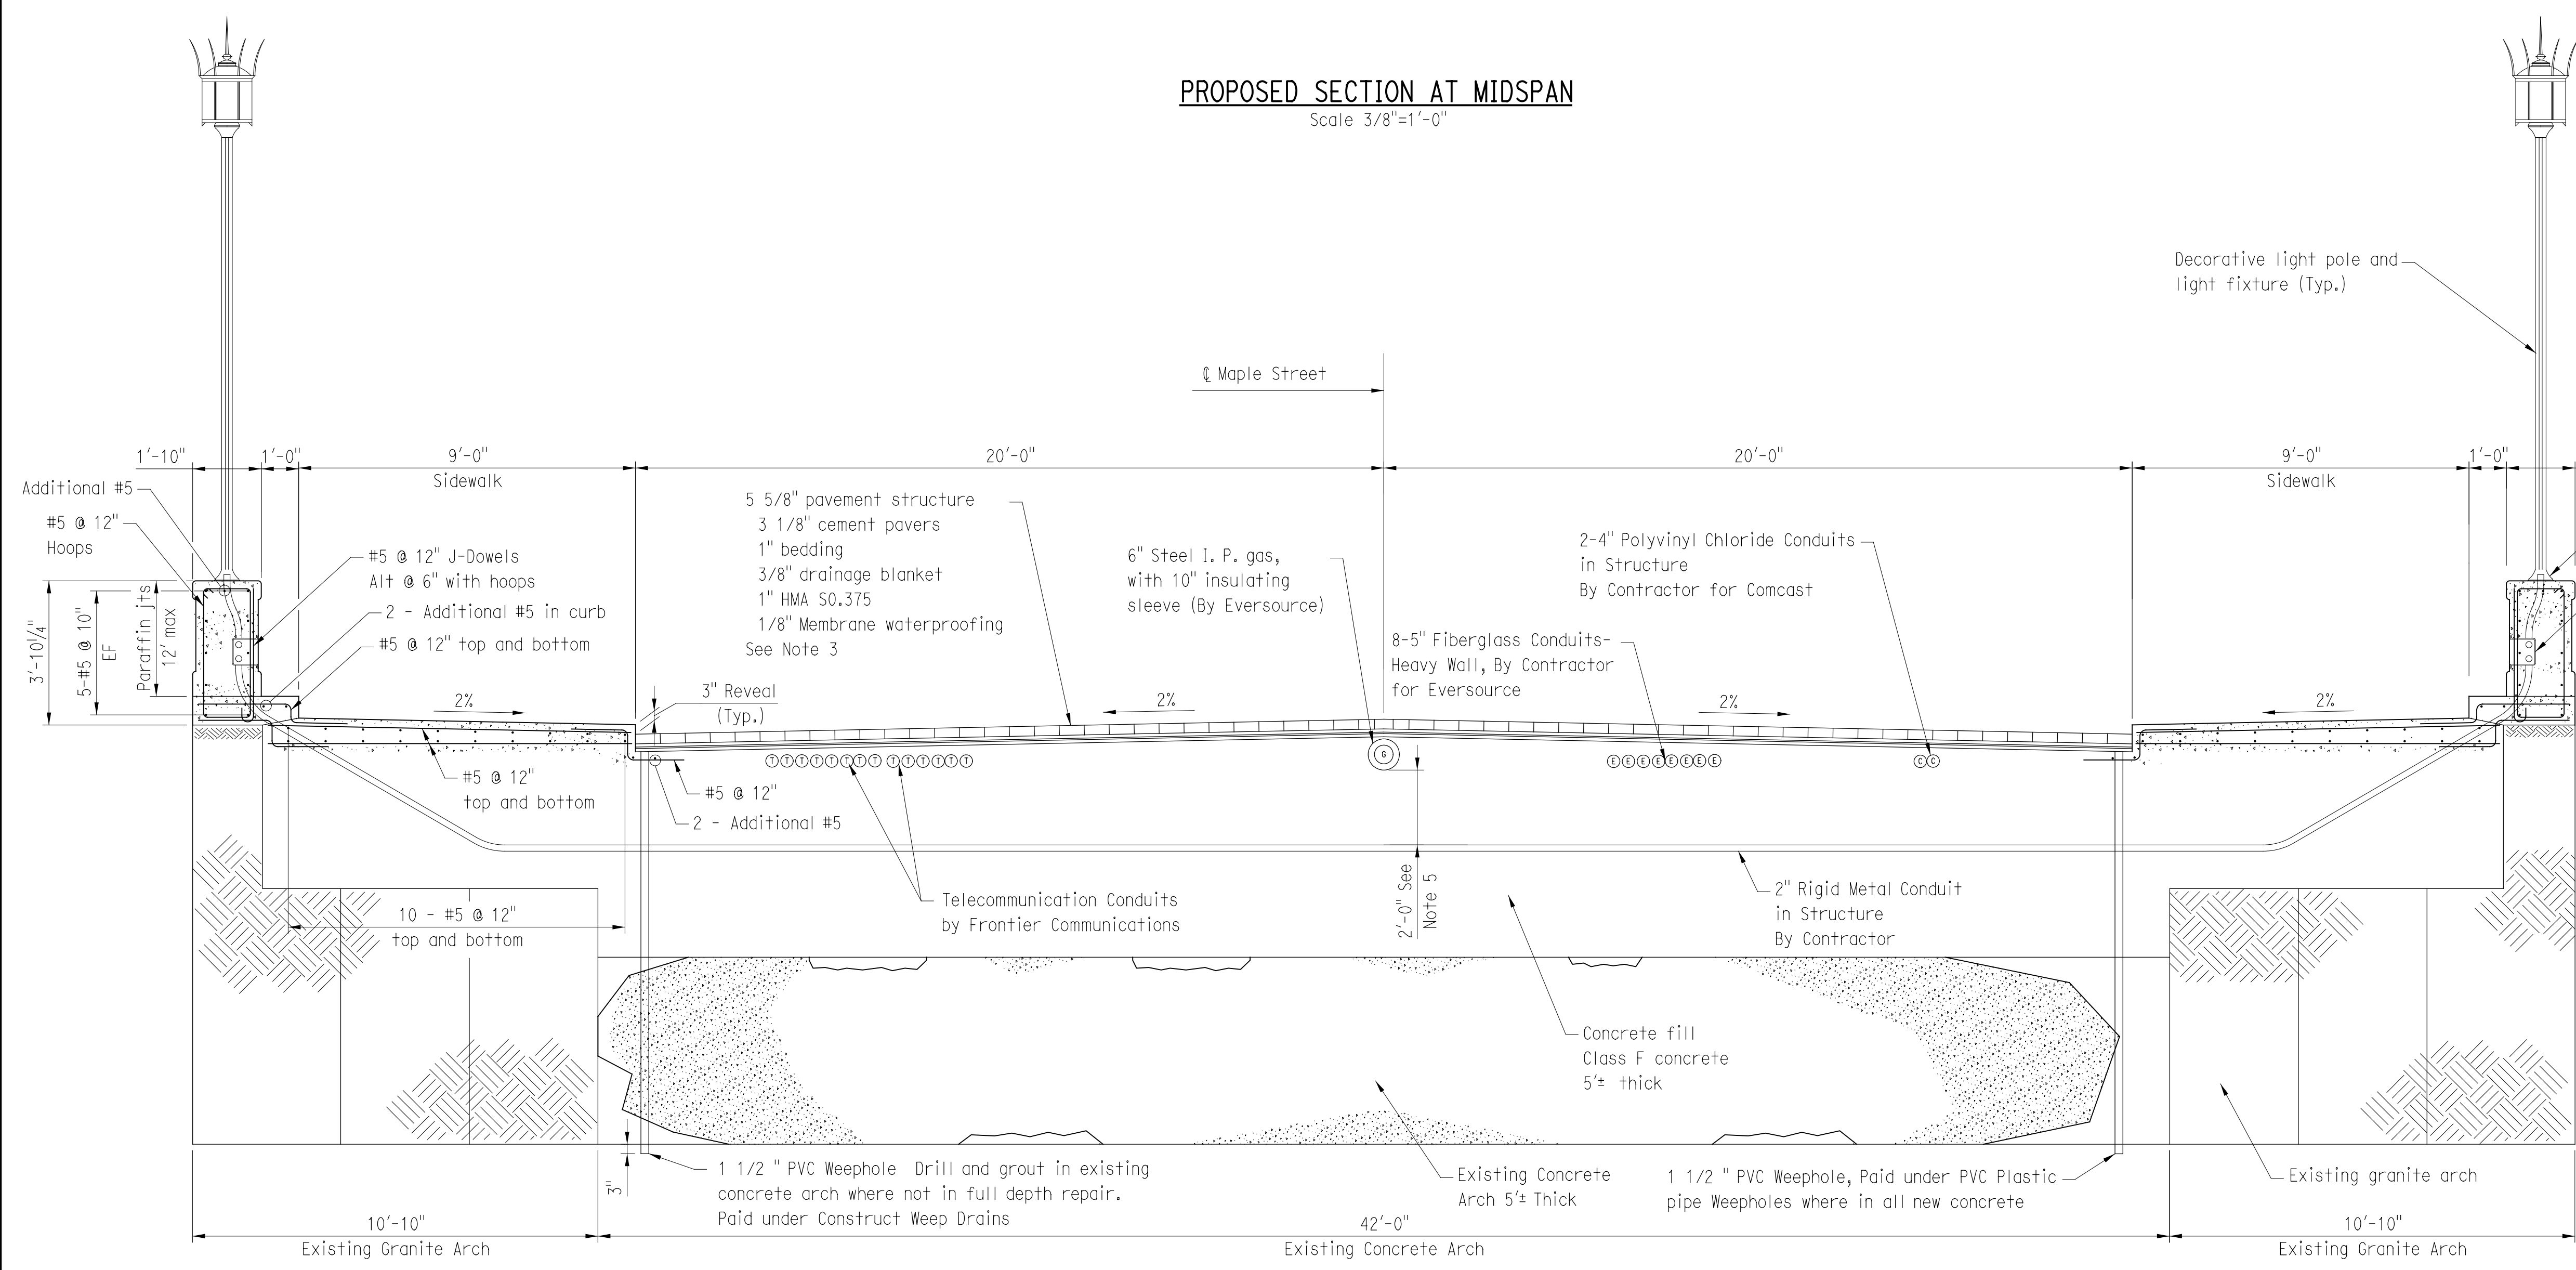 PROPOSED SECTION AT MIDSPAN
Scale 3/8"=1'-0"
Decorative light pole and
light fixture (Typ.)
℄ Maple Street
1'-10"
1'-0"
9'-0"
Sidewalk
20'-0"
20'-0"
9'-0"
Sidewalk
1'-0"
Additional #5
#5 @ 12"
Hoops
#5 @ 12" J-Dowels
Alt @ 6" with hoops
2 - Additional #5 in curb
#5 @ 12" top and bottom
3'-10 1/4"
5-#5 @ 10"
EF
Paraffin jts
12' max
5 5/8" pavement structure
3 1/8" cement pavers
1" bedding
3/8" drainage blanket
1" HMA S0.375
1/8" Membrane waterproofing
See Note 3
6" Steel I. P. gas,
with 10" insulating
sleeve (By Eversource)
2-4" Polyvinyl Chloride Conduits
in Structure
By Contractor for Comcast
8-5" Fiberglass Conduits-
Heavy Wall, By Contractor
for Eversource
2%
3" Reveal
(Typ.)
2%
2%
2%
T T T T T T T T T T T T T T
G
E E E E E E E E
C C
#5 @ 12"
top and bottom
#5 @ 12"
2 - Additional #5
10 - #5 @ 12"
top and bottom
Telecommunication Conduits
by Frontier Communications
2'-0" See
Note 5
2" Rigid Metal Conduit
in Structure
By Contractor
Concrete fill
Class F concrete
5'± thick
3"
1 1/2 " PVC Weephole Drill and grout in existing
concrete arch where not in full depth repair.
Paid under Construct Weep Drains
Existing Concrete
Arch 5'± Thick
1 1/2 " PVC Weephole, Paid under PVC Plastic
pipe Weepholes where in all new concrete
Existing granite arch
10'-10"
Existing Granite Arch
42'-0"
Existing Concrete Arch
10'-10"
Existing Granite Arch